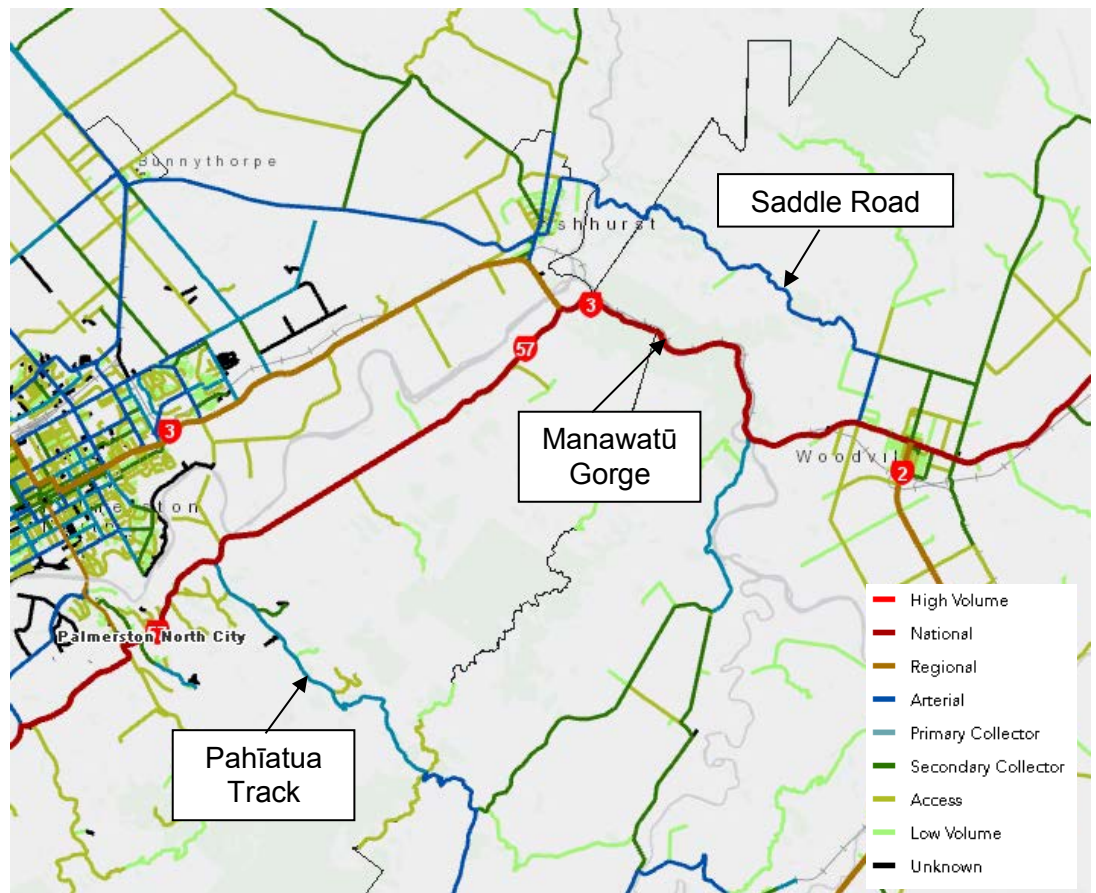 Bunnythorpe
Saddle Road
shhurst
3
57
Manawatū
Gorge
3
Woodvil
2
Palmerston North City
Pahīatua
Track
High Volume
National
Regional
Arterial
Primary Collector
Secondary Collector
Access
Low Volume
Unknown